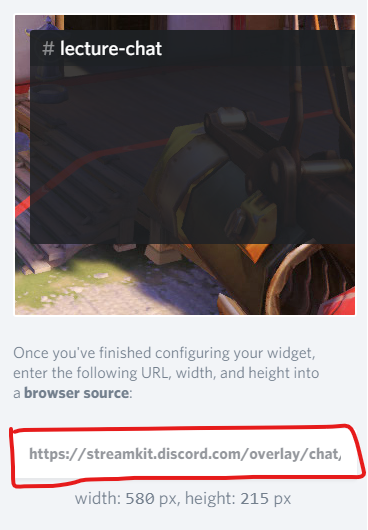 # lecture-chat
Once you've finished configuring your widget,
enter the following URL, width, and height into
a browser source:
https://streamkit.discord.com/overlay/chat,
width: 580 px, height: 215 px